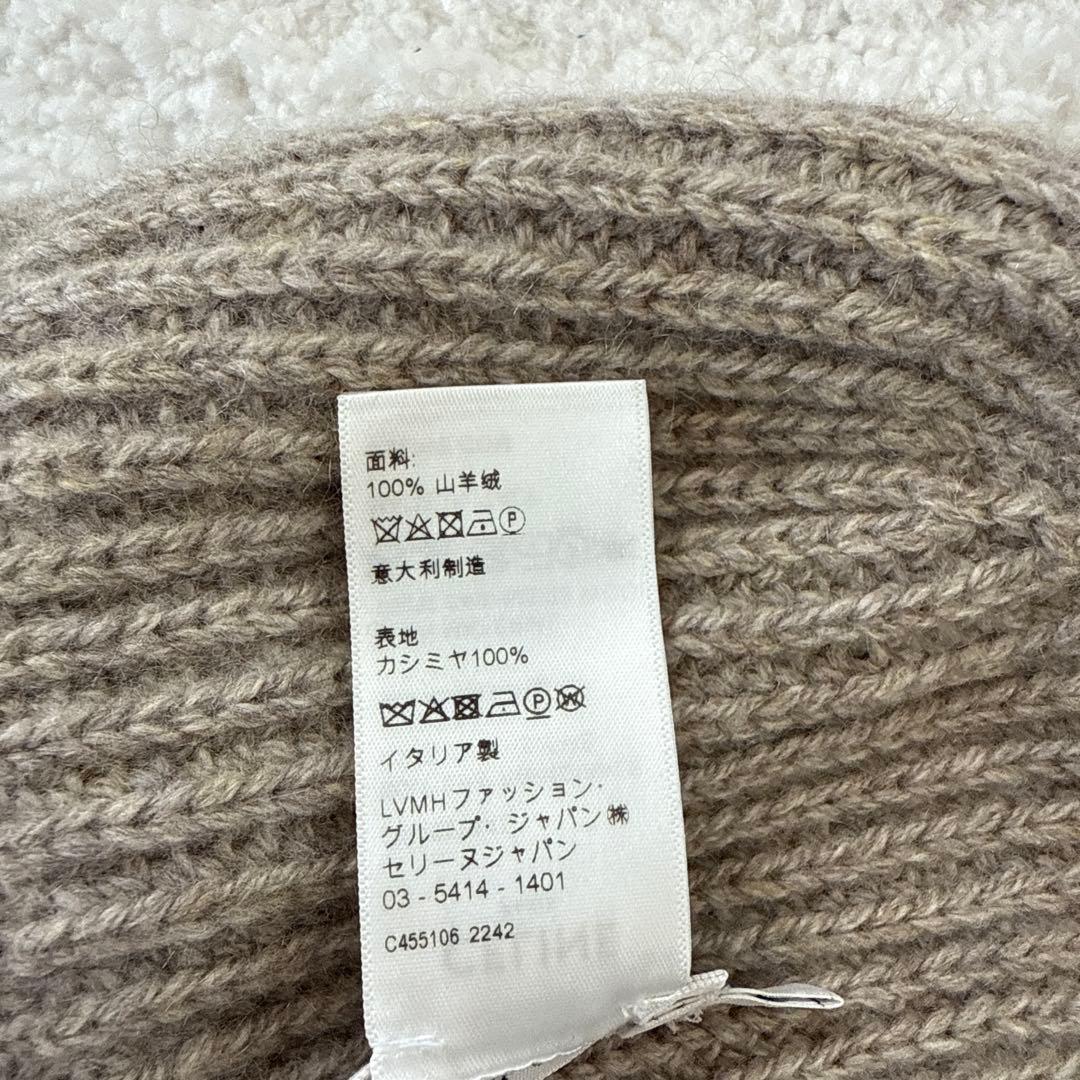 面料:
100% 山羊绒
P
意大利制造
表地
カシミヤ100%
P W
イタリア製
LVMHファッション・
グループ・ジャパン㈱
セリーヌジャパン
03 - 5414 - 1401
C455106 2242